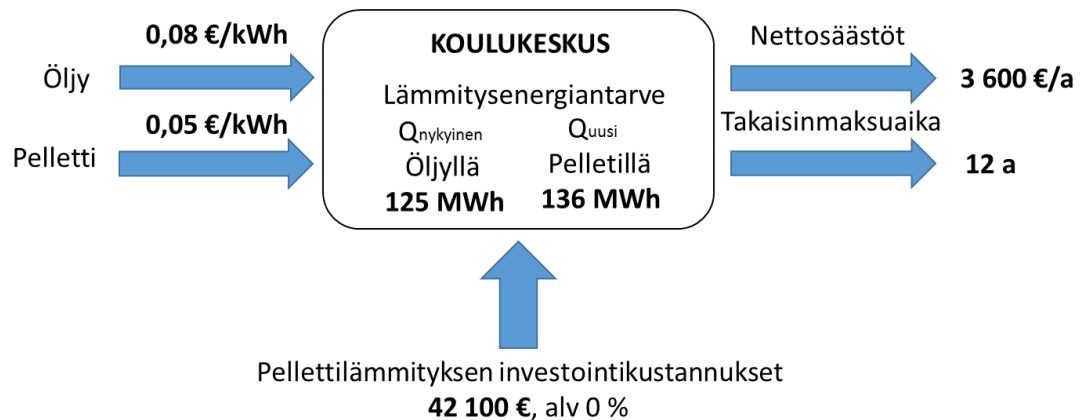 0,08 €/kWh
Öljy
0,05 €/kWh
Pelletti
KOULUKESKUS
Lämmitysenergiantarve
Qnykyinen
Öljyllä
125 MWh
Quusi
Pelletillä
136 MWh
Nettosäästöt
3 600 €/a
Takaisinmaksuaika
12 a
Pellettilämmityksen investointikustannukset
42 100 €, alv 0 %